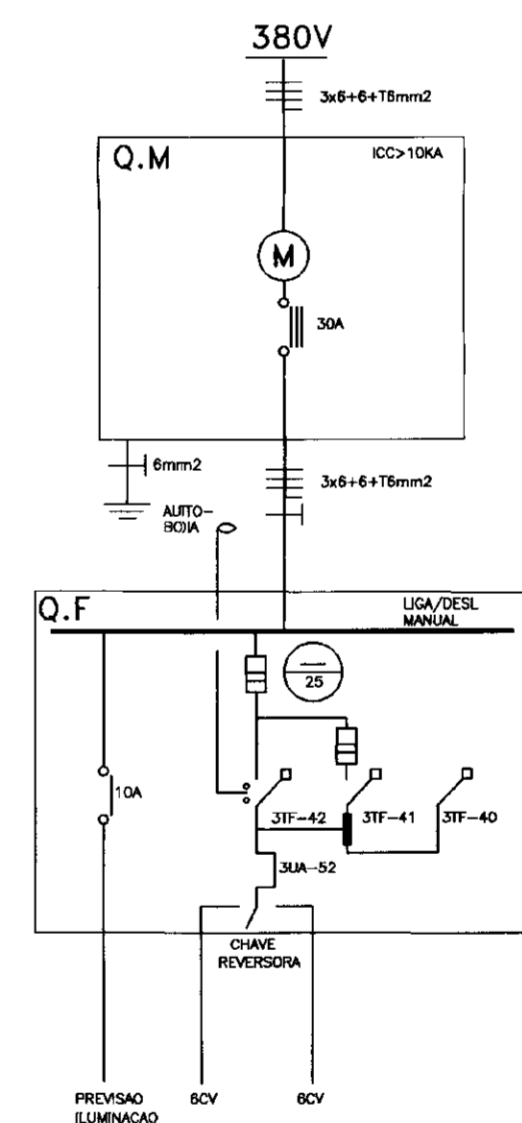 380V
3x6+6+T6mm2
Q.M
ICC>10KA
M
30A
6mm2
3x6+6+T6mm2
AUTO-
BOIA
Q.F
LIGA/DESL
MANUAL
25
10A
3TF-42
3TF-41
3TF-40
3UA-52
CHAVE
REVERSORA
PREVISAO
ILUMINACAO
6CV
6CV